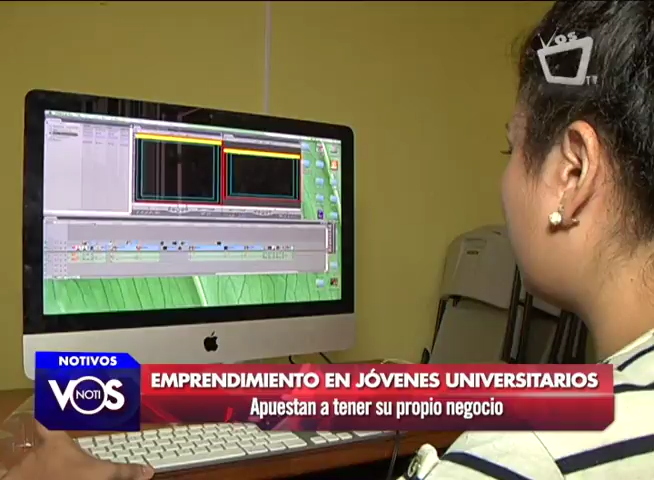 VOS TV
NOTIVOS
VOS
NOTI
EMPRENDIMIENTO EN JÓVENES UNIVERSITARIOS
Apuestan a tener su propio negocio